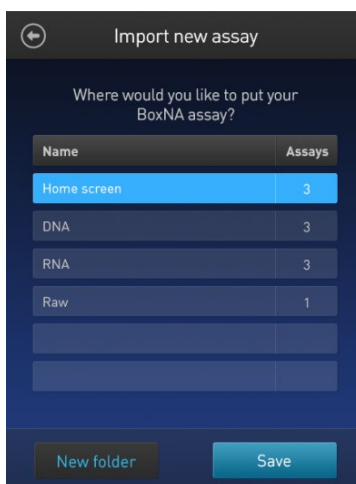 Import new assay
Where would you like to put your
BoxNA assay?
Name Assays
Home screen 3
DNA 3
RNA 3
Raw 1
New folder Save